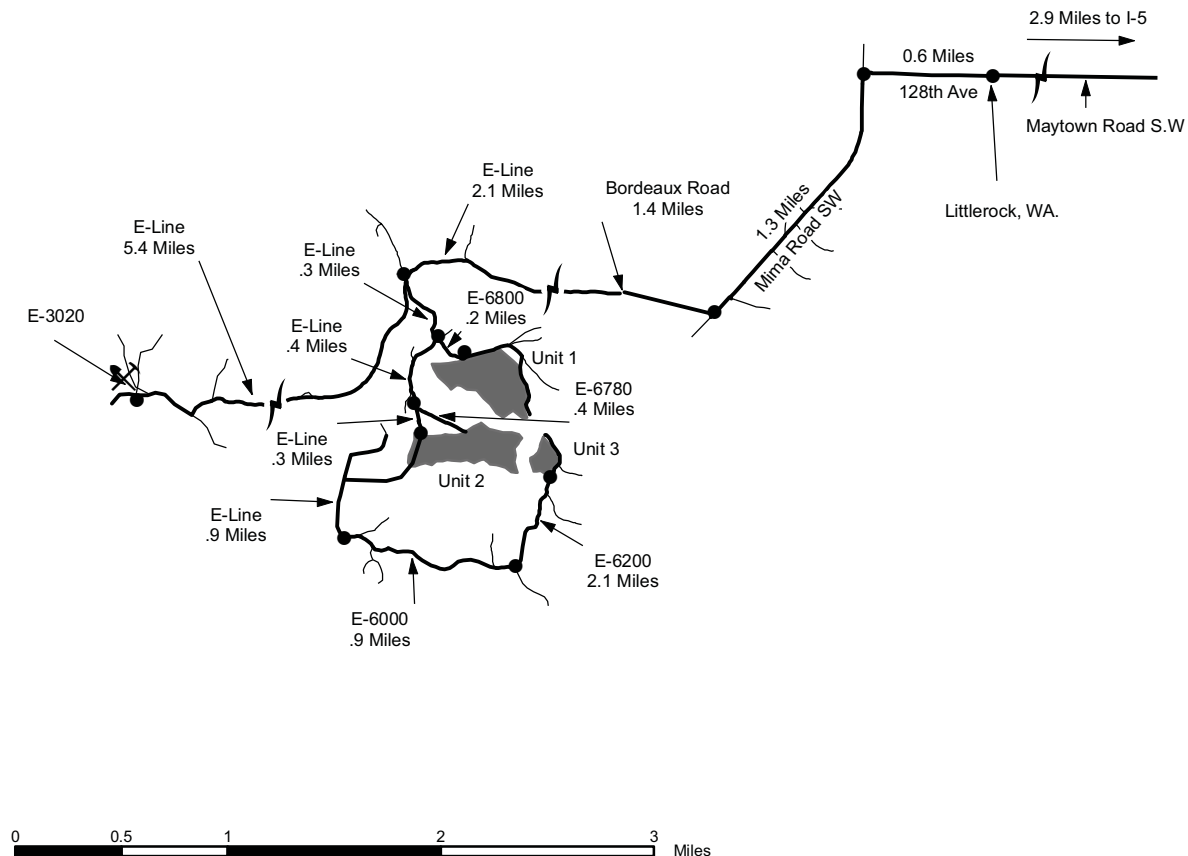 2.9 Miles to I-5
0.6 Miles
128th Ave
Maytown Road S.W
E-Line
2.1 Miles
Bordeaux Road
1.4 Miles
1.3 Miles
Mima Road SW
Littlerock, WA.
E-Line
5.4 Miles
E-Line
.3 Miles
E-6800
.2 Miles
E-3020
E-Line
.4 Miles
Unit 1
E-6780
.4 Miles
E-Line
.3 Miles
Unit 3
Unit 2
E-Line
.9 Miles
E-6200
2.1 Miles
E-6000
.9 Miles
0 0.5 1 2 3
Miles